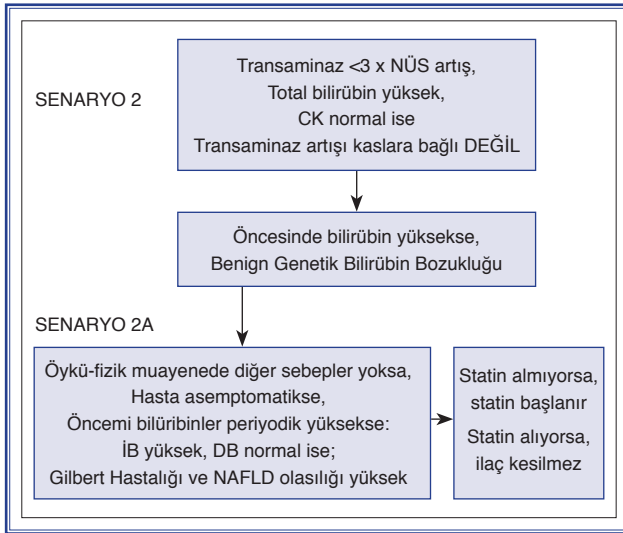 SENARYO 2
Transaminaz <3 x NÜS artış,
Total bilirübin yüksek,
CK normal ise
Transaminaz artışı kaslara bağlı DEĞİL
Öncesinde bilirübin yüksekse,
Benign Genetik Bilirübin Bozukluğu
SENARYO 2A
Öykü-fizik muayenede diğer sebepler yoksa,
Hasta asemptomatikse,
Öncemi bilüribinler periyodik yüksekse:
İB yüksek, DB normal ise;
Gilbert Hastalığı ve NAFLD olasılığı yüksek
Statin almıyorsa,
statin başlanır
Statin alıyorsa,
ilaç kesilmez